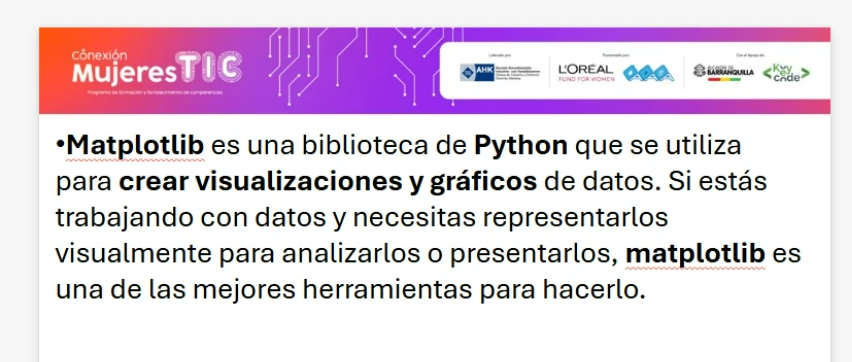 Conexión
MujeresTIC
Programa de formación y fortalecimiento de competencias
Liderado por:
Con el Apoyo de:
AHK
L'ORÉAL
FUND FOR WOMEN
ALCALDÍA DE
BARRANQUILLA
<Key
code>
•Matplotlib es una biblioteca de Python que se utiliza
para crear visualizaciones y gráficos de datos. Si estás
trabajando con datos y necesitas representarlos
visualmente para analizarlos o presentarlos, matplotlib es
una de las mejores herramientas para hacerlo.